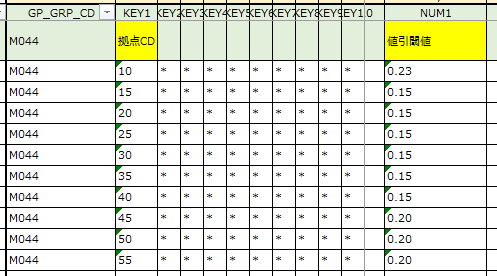 GP_GRP_CD KEY1 KEY2 KEY3 KEY4 KEY5 KEY6 KEY7 KEY8 KEY9 KEY10 NUM1
M044 拠点CD 値引閾値
M044 10 * * * * * * * * * 0.23
M044 15 * * * * * * * * * 0.15
M044 20 * * * * * * * * * 0.15
M044 25 * * * * * * * * * 0.15
M044 30 * * * * * * * * * 0.15
M044 35 * * * * * * * * * 0.15
M044 40 * * * * * * * * * 0.15
M044 45 * * * * * * * * * 0.20
M044 50 * * * * * * * * * 0.20
M044 55 * * * * * * * * * 0.20